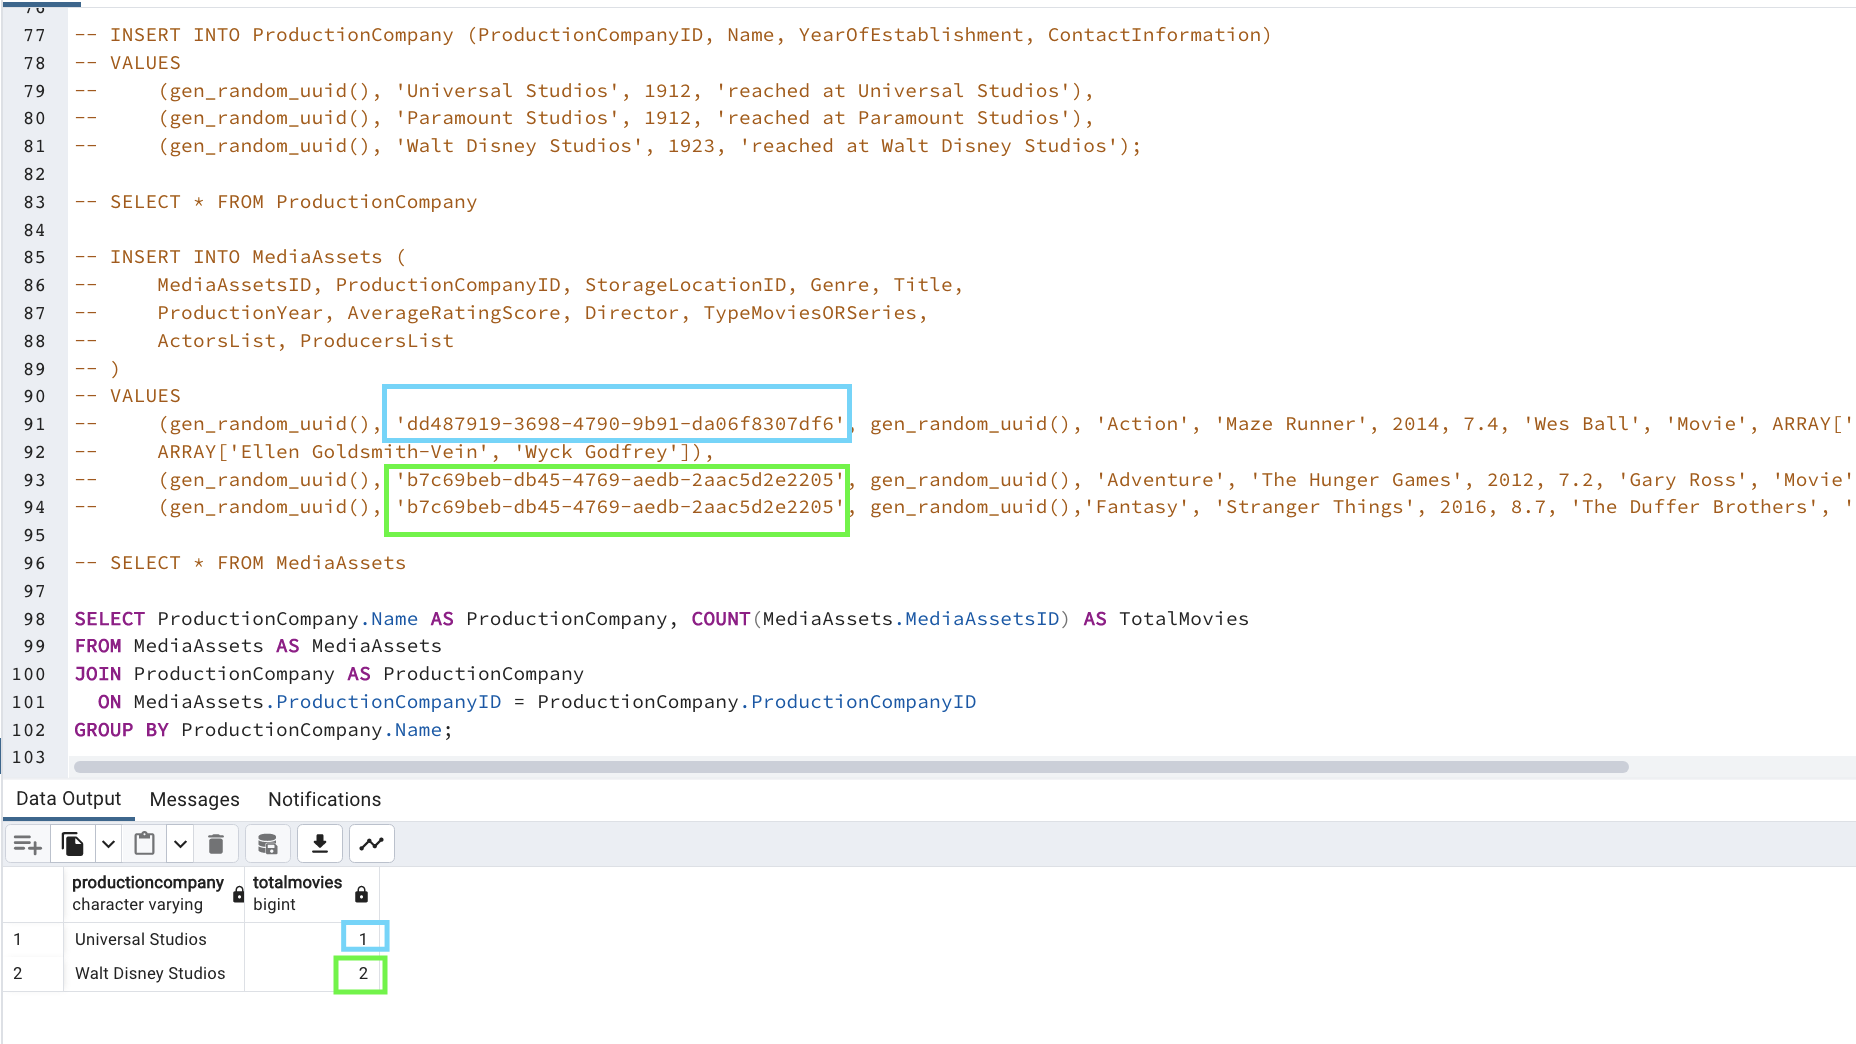 76
77 -- INSERT INTO ProductionCompany (ProductionCompanyID, Name, YearOfEstablishment, ContactInformation)
78 -- VALUES
79 --     (gen_random_uuid(), 'Universal Studios', 1912, 'reached at Universal Studios'),
80 --     (gen_random_uuid(), 'Paramount Studios', 1912, 'reached at Paramount Studios'),
81 --     (gen_random_uuid(), 'Walt Disney Studios', 1923, 'reached at Walt Disney Studios');
82
83 -- SELECT * FROM ProductionCompany
84
85 -- INSERT INTO MediaAssets (
86 --     MediaAssetsID, ProductionCompanyID, StorageLocationID, Genre, Title,
87 --     ProductionYear, AverageRatingScore, Director, TypeMoviesORSeries,
88 --     ActorsList, ProducersList
89 -- )
90 -- VALUES
91 --     (gen_random_uuid(), 'dd487919-3698-4790-9b91-da06f8307df6', gen_random_uuid(), 'Action', 'Maze Runner', 2014, 7.4, 'Wes Ball', 'Movie', ARRAY['
92 --     ARRAY['Ellen Goldsmith-Vein', 'Wyck Godfrey']),
93 --     (gen_random_uuid(), 'b7c69beb-db45-4769-aedb-2aac5d2e2205', gen_random_uuid(), 'Adventure', 'The Hunger Games', 2012, 7.2, 'Gary Ross', 'Movie'
94 --     (gen_random_uuid(), 'b7c69beb-db45-4769-aedb-2aac5d2e2205', gen_random_uuid(),'Fantasy', 'Stranger Things', 2016, 8.7, 'The Duffer Brothers', '
95
96 -- SELECT * FROM MediaAssets
97
98 SELECT ProductionCompany.Name AS ProductionCompany, COUNT(MediaAssets.MediaAssetsID) AS TotalMovies
99 FROM MediaAssets AS MediaAssets
100 JOIN ProductionCompany AS ProductionCompany
101   ON MediaAssets.ProductionCompanyID = ProductionCompany.ProductionCompanyID
102 GROUP BY ProductionCompany.Name;
103
Data Output Messages Notifications
productioncompany totalmovies
character varying bigint
1 Universal Studios 1
2 Walt Disney Studios 2